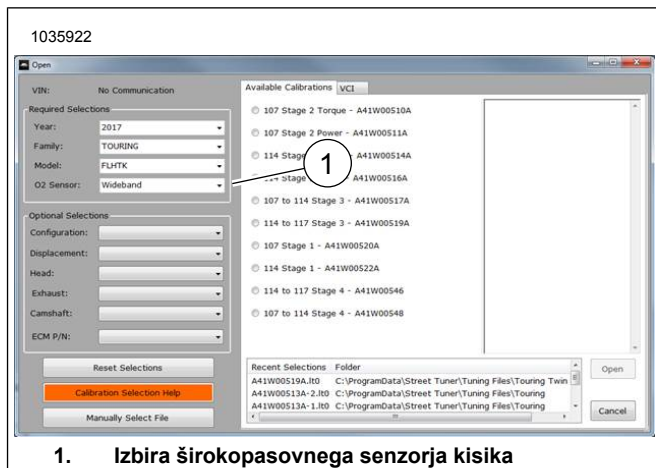 1035922
Open
VIN: No Communication
Required Selections
Year: 2017
Family: TOURING
Model: FLHTK
O2 Sensor: Wideband
Optional Selections
Configuration:
Displacement:
Head:
Exhaust:
Camshaft:
ECM P/N:
Reset Selections
Calibration Selection Help
Manually Select File
Available Calibrations VCI
107 Stage 2 Torque - A41W00510A
107 Stage 2 Power - A41W00511A
114 Stage - A41W00514A
Stage A41W00516A
107 to 114 Stage 3 - A41W00517A
114 to 117 Stage 3 - A41W00519A
107 Stage 1 - A41W00520A
114 Stage 1 - A41W00522A
114 to 117 Stage 4 - A41W00546
107 to 114 Stage 4 - A41W00548
1
Recent Selections Folder
A41W00519A.lt0 C:\ProgramData\Street Tuner\Tuning Files\Touring Twin
A41W00513A-2.lt0 C:\ProgramData\Street Tuner\Tuning Files\Touring
A41W00513A-1.lt0 C:\ProgramData\Street Tuner\Tuning Files\Touring
Open
Cancel
1. Izbira širokopasovnega senzorja kisika